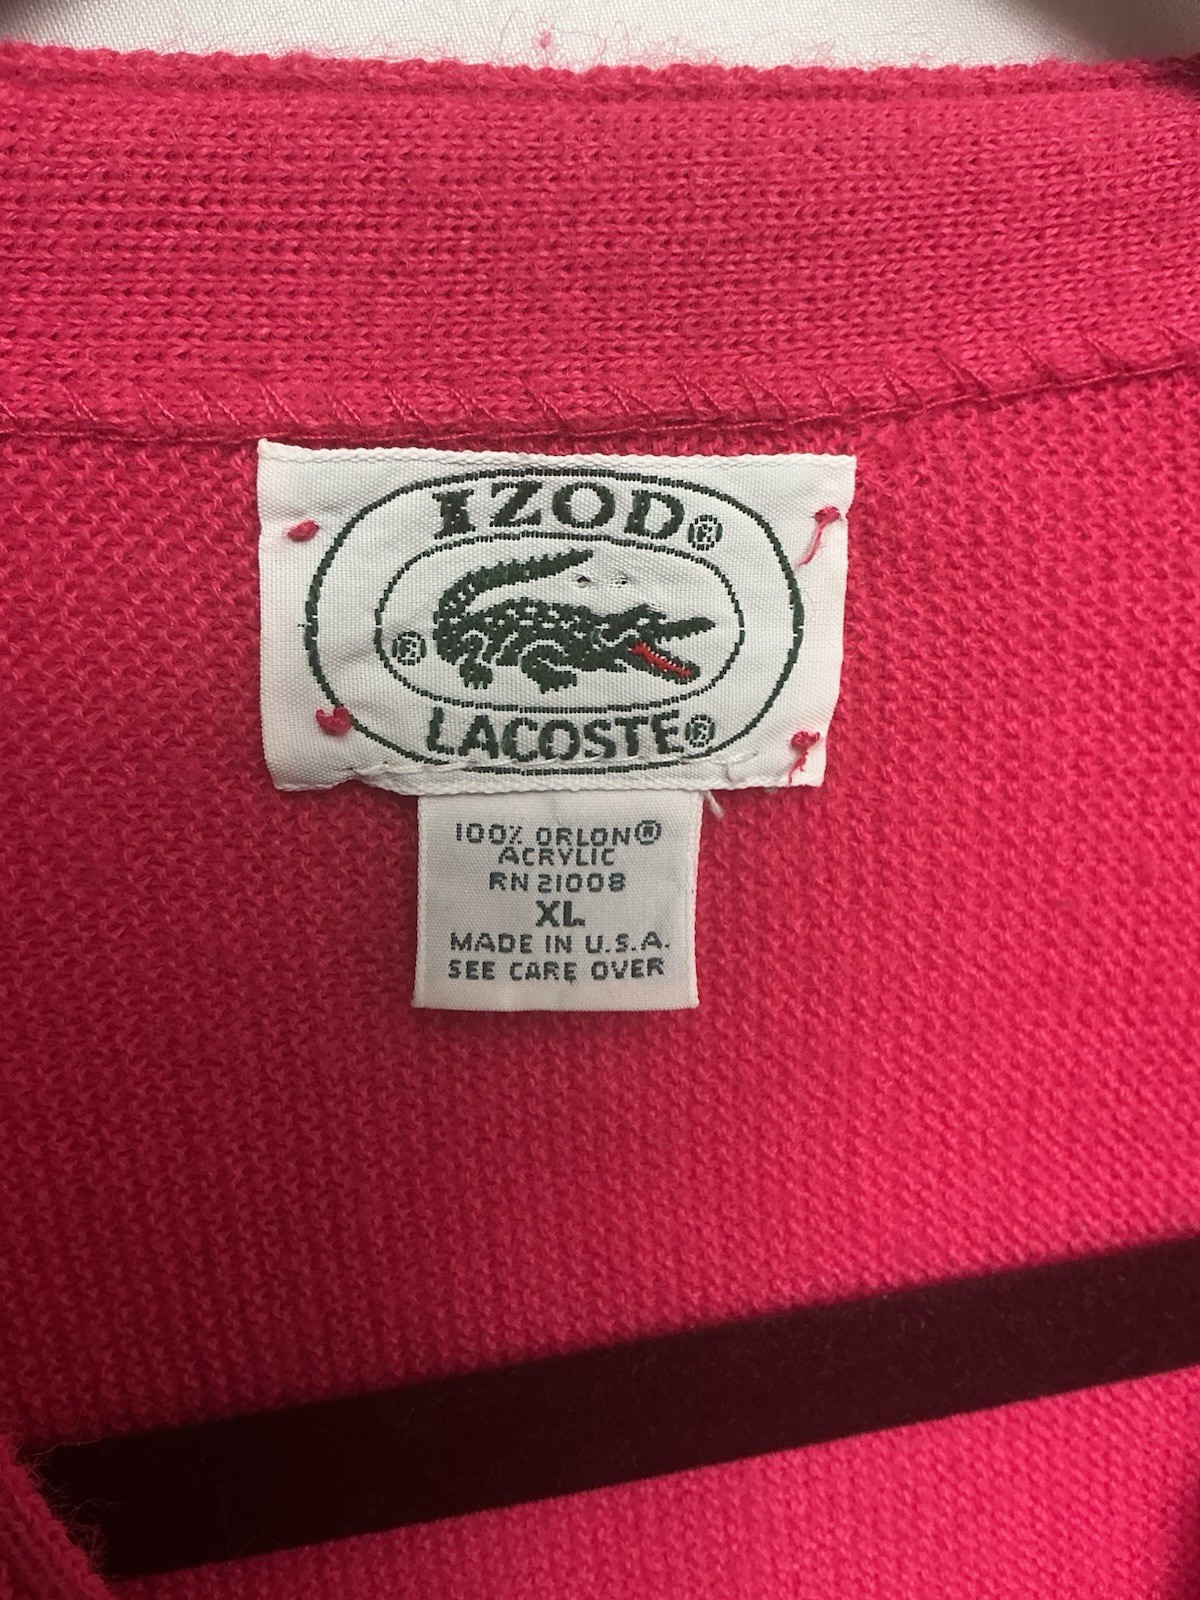 IZOD®
®
LACOSTE®
100% ORLON®
ACRYLIC
RN 21008
XL
MADE IN U.S.A.
SEE CARE OVER